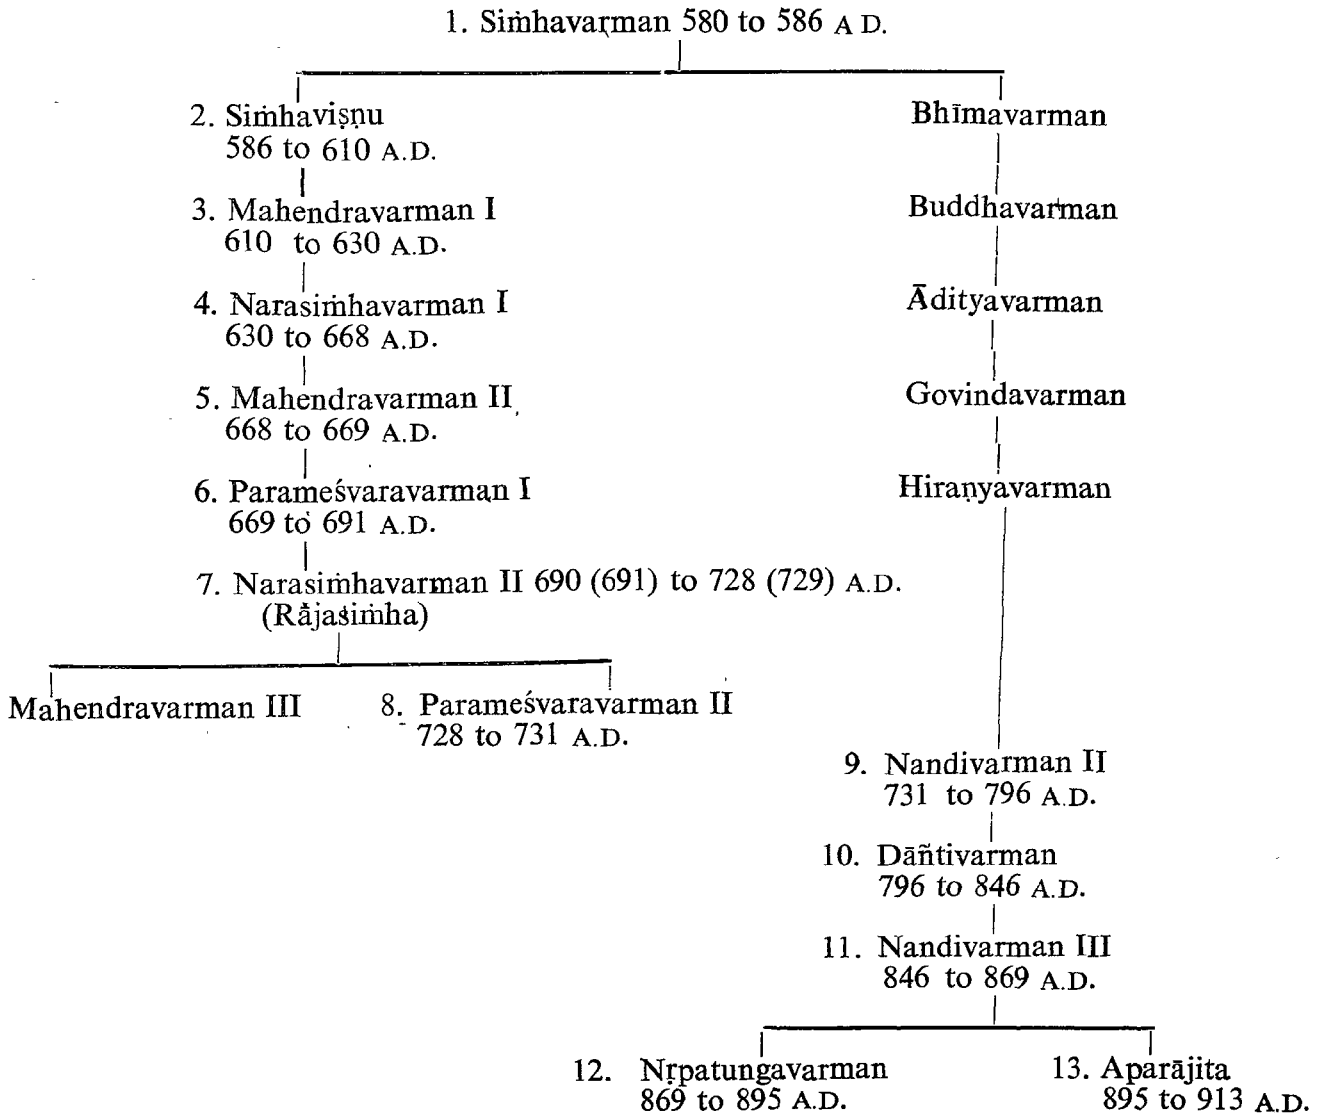 1. Siṁhavarman 580 to 586 A D.
2. Siṁhaviṣṇu
586 to 610 A.D.
Bhīmavarman
3. Mahendravarman I
610 to 630 A.D.
Buddhavarman
4. Narasiṁhavarman I
630 to 668 A.D.
Ādityavarman
5. Mahendravarman II
668 to 669 A.D.
Govindavarman
6. Parameśvaravarman I
669 to 691 A.D.
Hiraṇyavarman
7. Narasiṁhavarman II 690 (691) to 728 (729) A.D.
(Rājasiṁha)
Mahendravarman III
8. Parameśvaravarman II
728 to 731 A.D.
9. Nandivarman II
731 to 796 A.D.
10. Dāñtivarman
796 to 846 A.D.
11. Nandivarman III
846 to 869 A.D.
12. Nṛpatungavarman
869 to 895 A.D.
13. Aparājita
895 to 913 A.D.